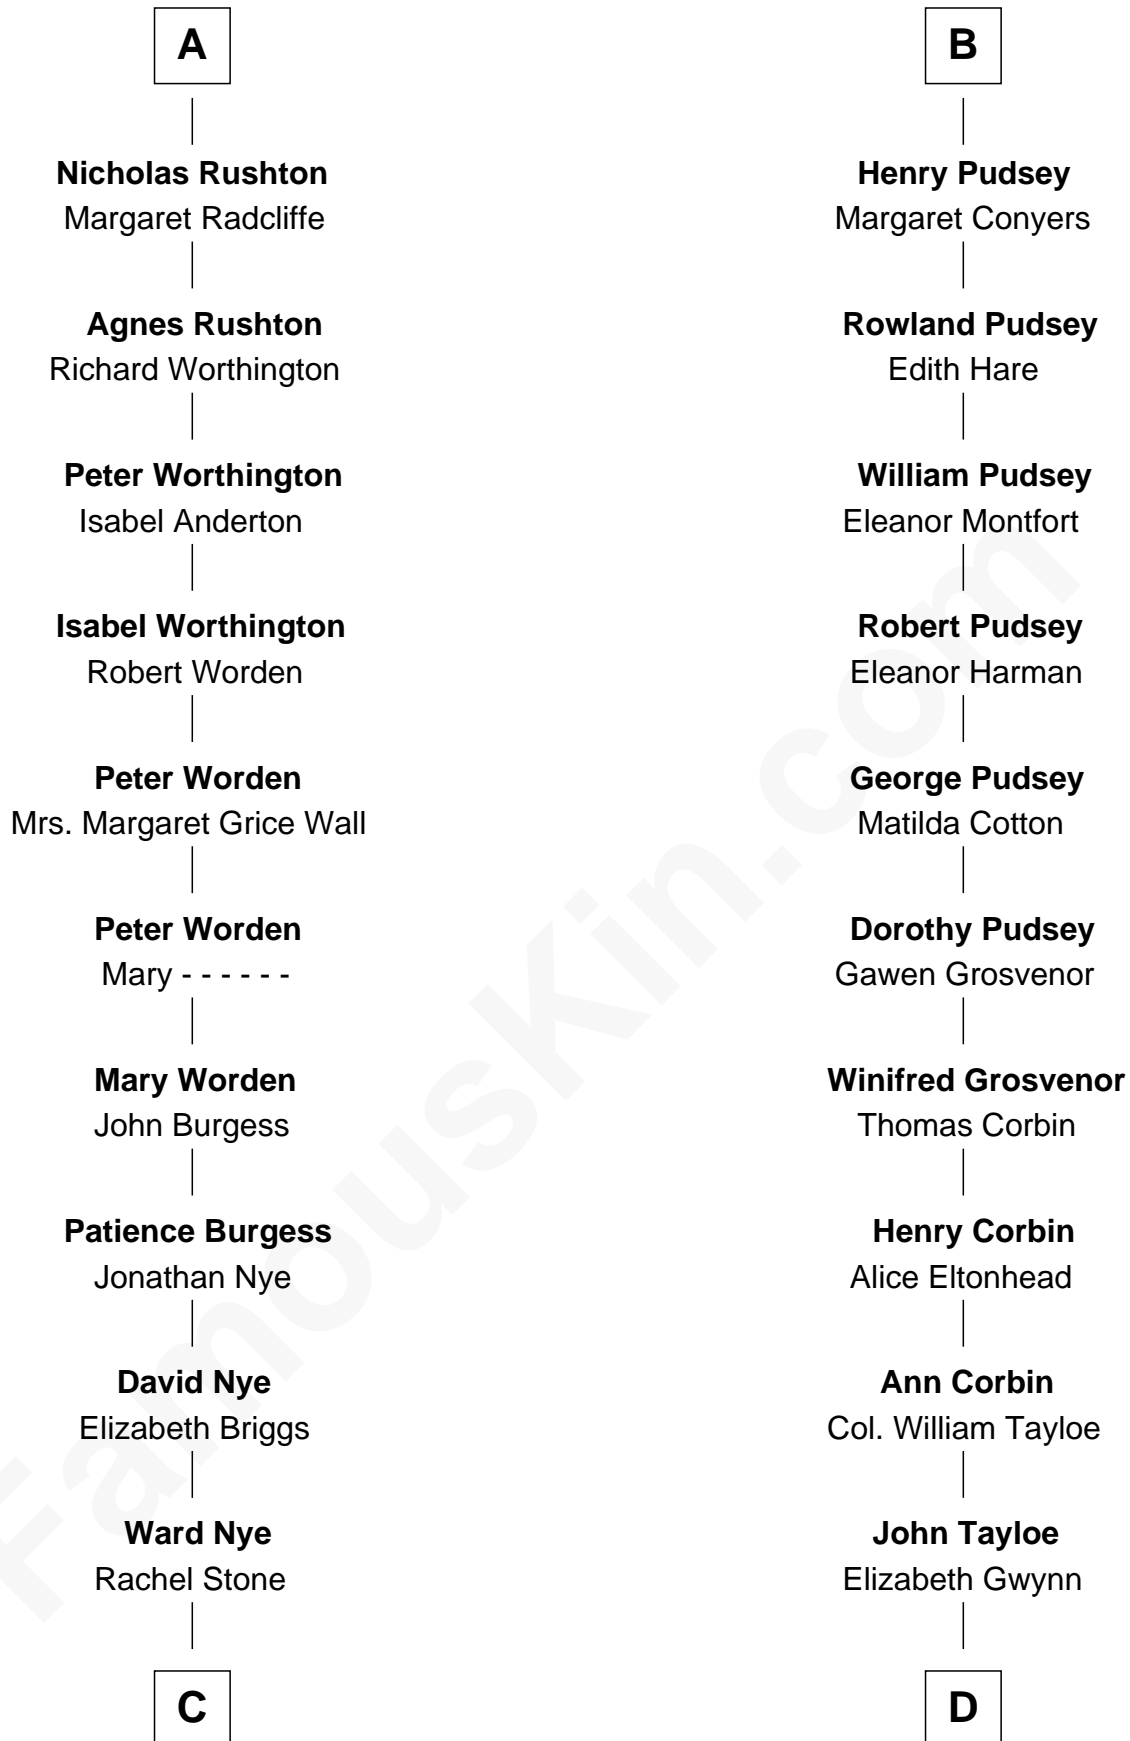 A
Nicholas Rushton
Margaret Radcliffe
Agnes Rushton
Richard Worthington
Peter Worthington
Isabel Anderton
Isabel Worthington
Robert Worden
Peter Worden
Mrs. Margaret Grice Wall
Peter Worden
Mary - - - - - -
Mary Worden
John Burgess
Patience Burgess
Jonathan Nye
David Nye
Elizabeth Briggs
Ward Nye
Rachel Stone
C
B
Henry Pudsey
Margaret Conyers
Rowland Pudsey
Edith Hare
William Pudsey
Eleanor Montfort
Robert Pudsey
Eleanor Harman
George Pudsey
Matilda Cotton
Dorothy Pudsey
Gawen Grosvenor
Winifred Grosvenor
Thomas Corbin
Henry Corbin
Alice Eltonhead
Ann Corbin
Col. William Tayloe
John Tayloe
Elizabeth Gwynn
D
FamousKin.com